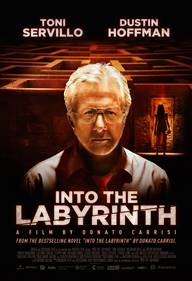 TONI SERVILLO
DUSTIN HOFFMAN
INTO THE
LABYRINTH
A FILM BY DONATO CARRISI
FROM THE BESTSELLING NOVEL "INTO THE LABYRINTH" BY DONATO CARRISI.